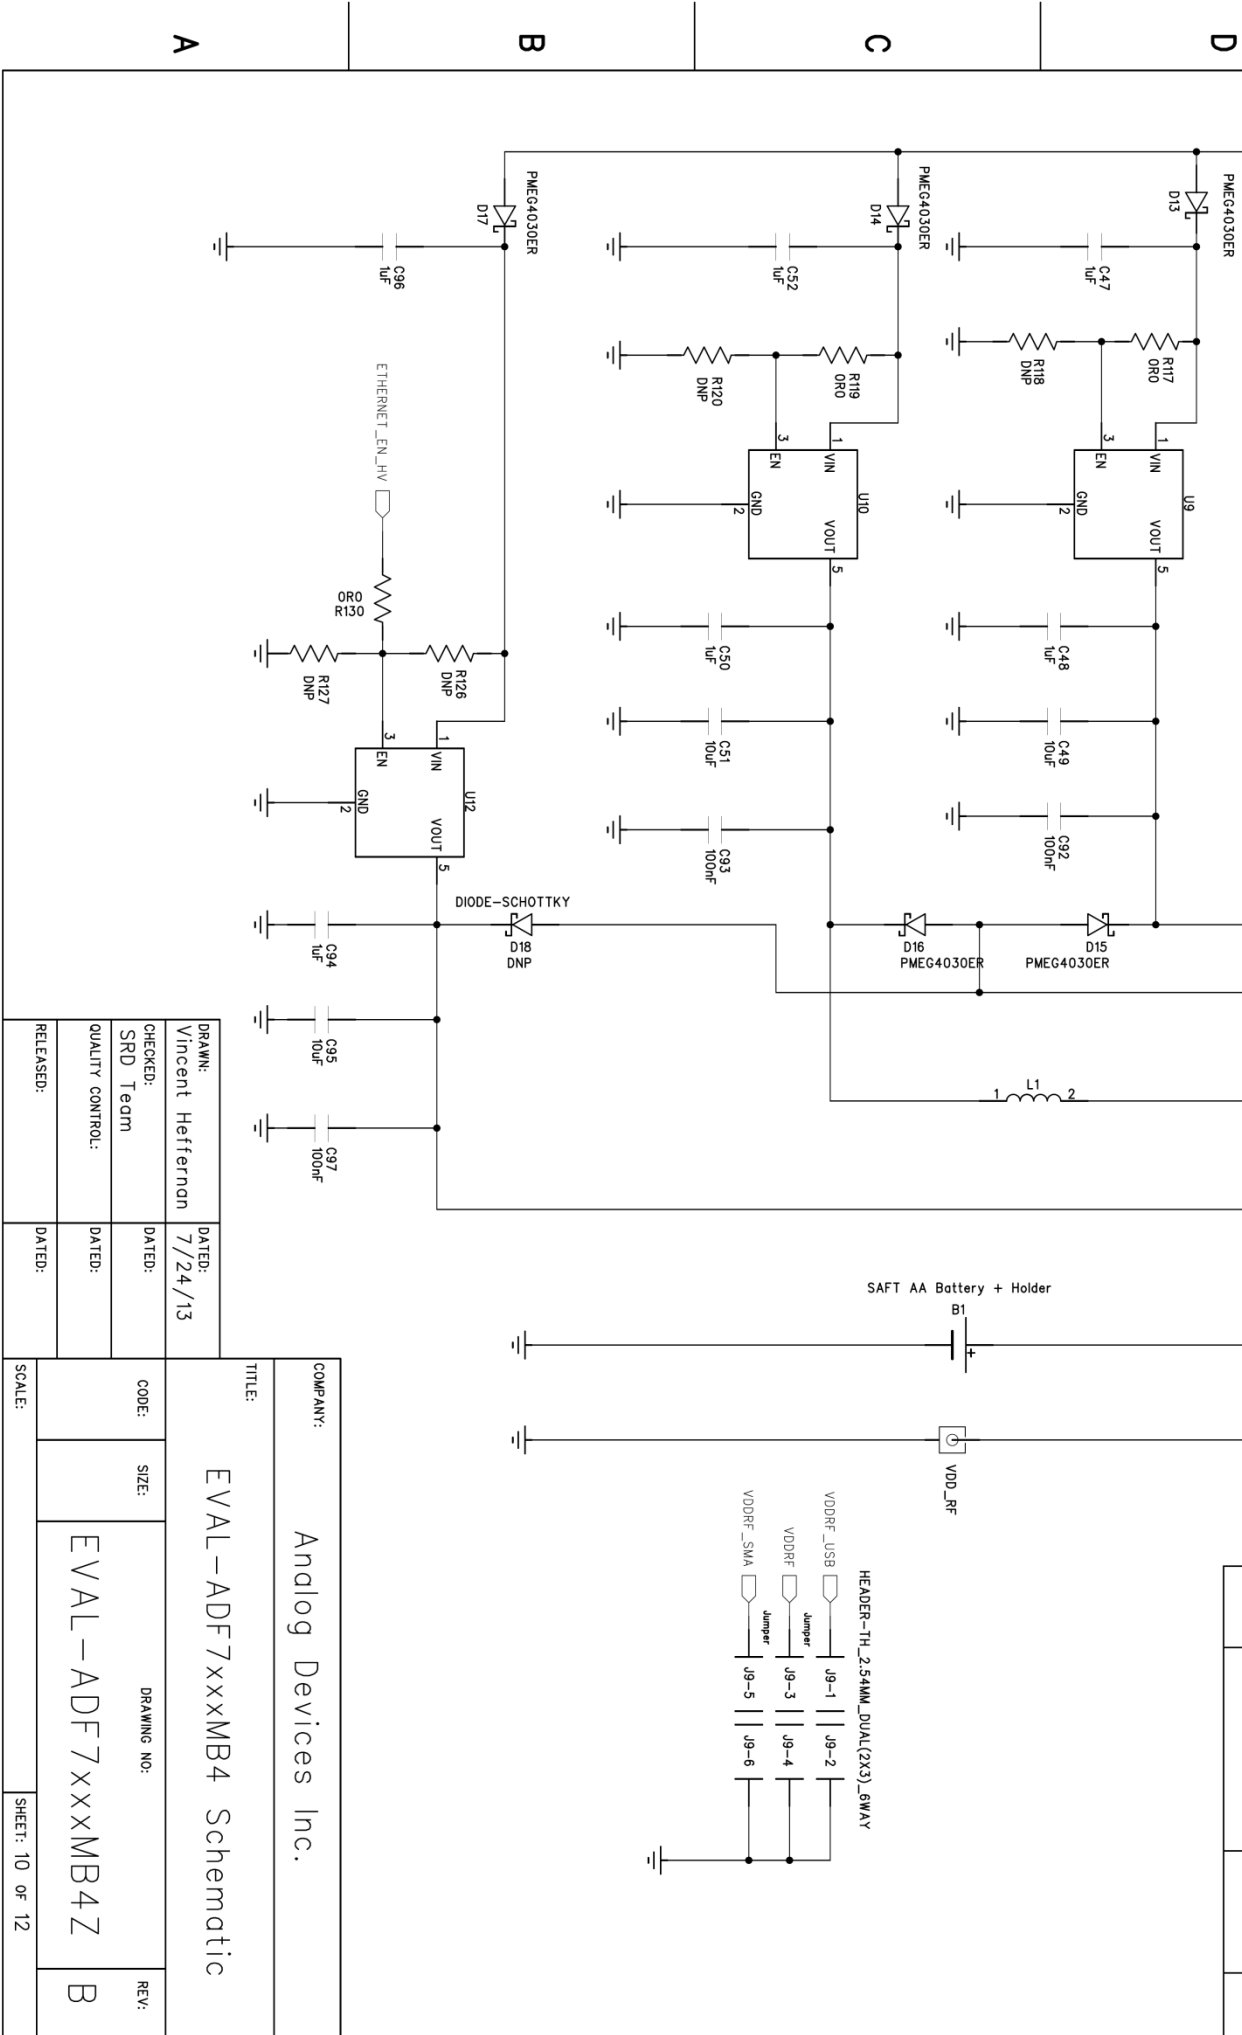 D
C
B
A
PMEG4030ER
D13
C47
1uF
R117
0R0
R118
DNP
U9
1
VIN
3
EN
GND
2
VOUT
5
C48
1uF
C49
10uF
C92
100nF
D15
PMEG4030ER
PMEG4030ER
D14
C52
1uF
R119
0R0
R120
DNP
U10
1
VIN
3
EN
GND
2
VOUT
5
C50
1uF
C51
10uF
C93
100nF
D16
PMEG4030ER
L1
1
2
PMEG4030ER
D17
C96
1uF
ETHERNET_EN_HV
0R0
R130
R126
DNP
R127
DNP
U12
1
VIN
3
EN
GND
2
VOUT
5
DIODE-SCHOTTKY
D18
DNP
C94
1uF
C95
10uF
C97
100nF
SAFT AA Battery + Holder
B1
+
VDD_RF
HEADER-TH_2.54MM_DUAL(2X3)_6WAY
VDDRF_USB
J9-1
J9-2
Jumper
VDDRF
J9-3
J9-4
Jumper
VDDRF_SMA
J9-5
J9-6
COMPANY:
Analog Devices Inc.
TITLE:
EVAL-ADF7xxxMB4 Schematic
DRAWN:
Vincent Heffernan
DATED:
7/24/13
CHECKED:
SRD Team
DATED:
QUALITY CONTROL:
DATED:
RELEASED:
DATED:
CODE:
SIZE:
DRAWING NO:
EVAL-ADF7xxxMB4Z
REV:
B
SCALE:
SHEET: 10 OF 12